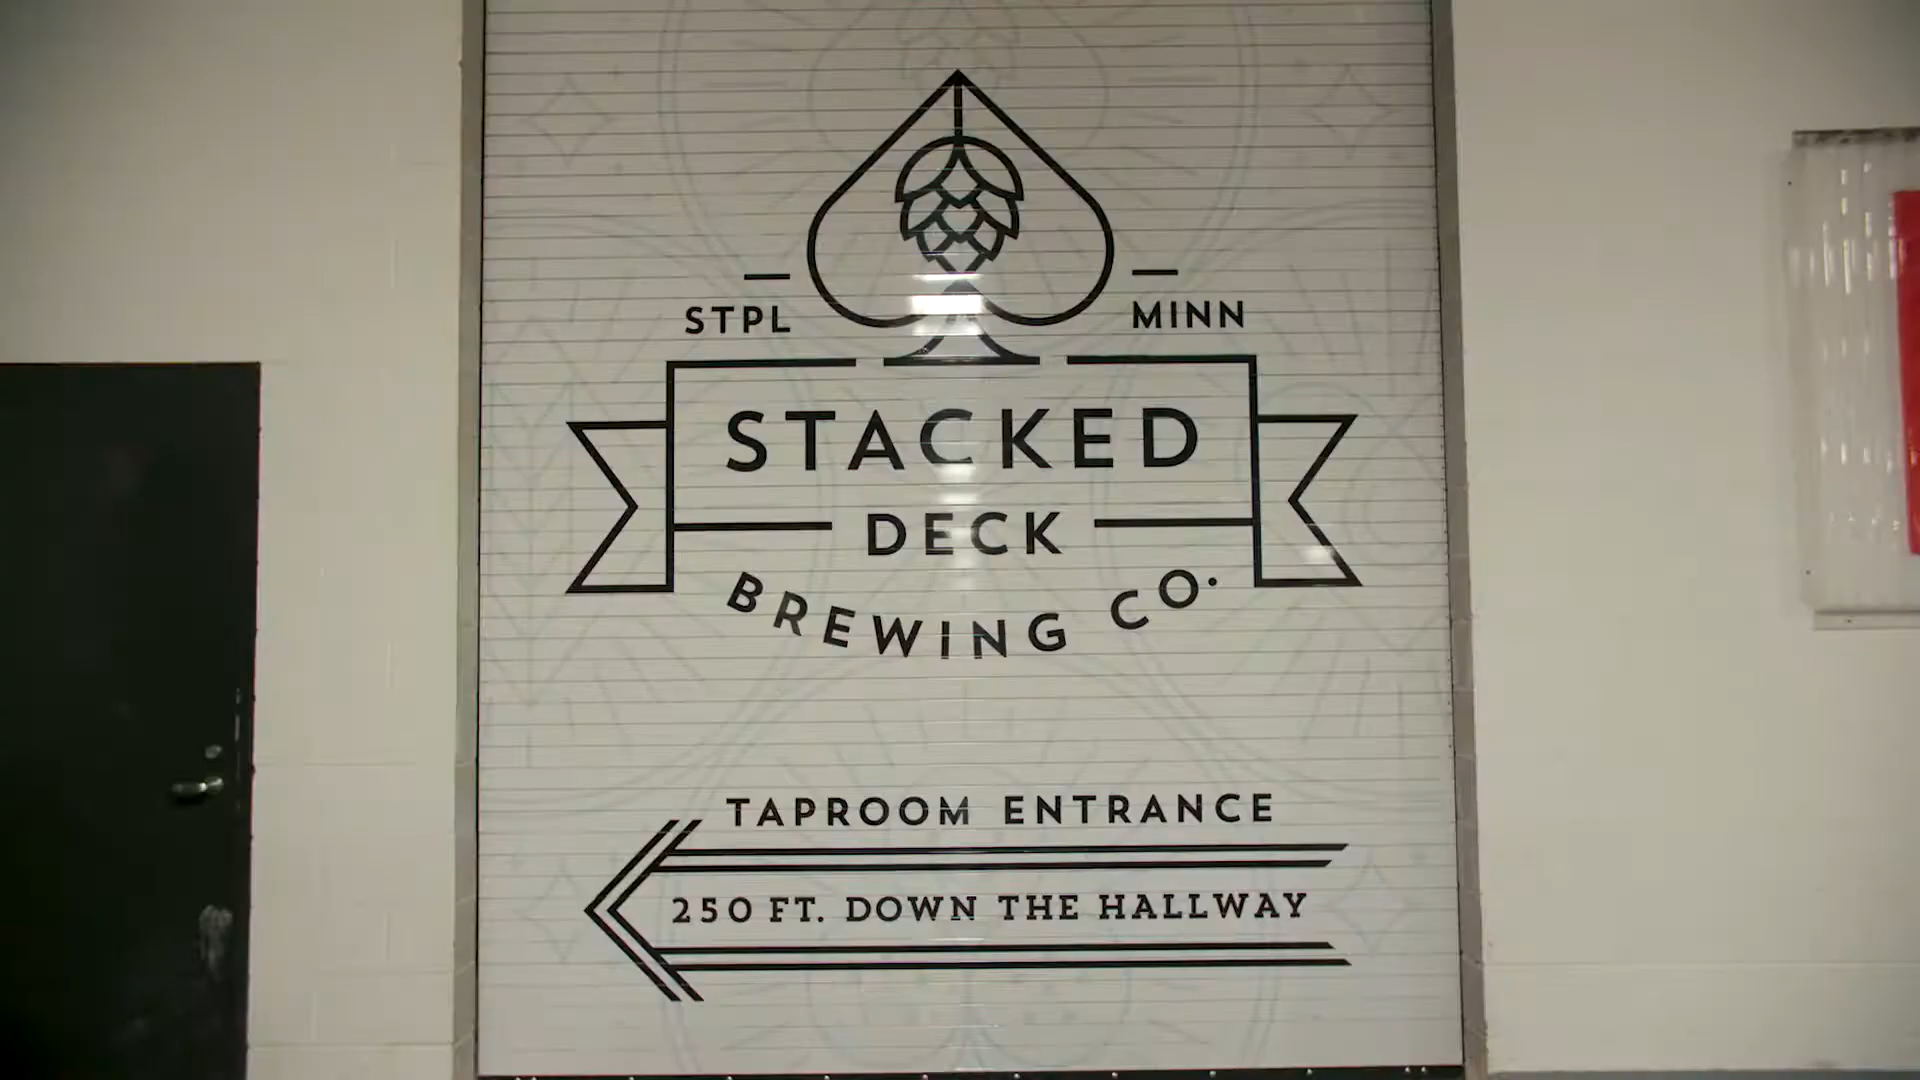 STPL MINN
STACKED
DECK
BREWING CO.
TAPROOM ENTRANCE
250 FT. DOWN THE HALLWAY